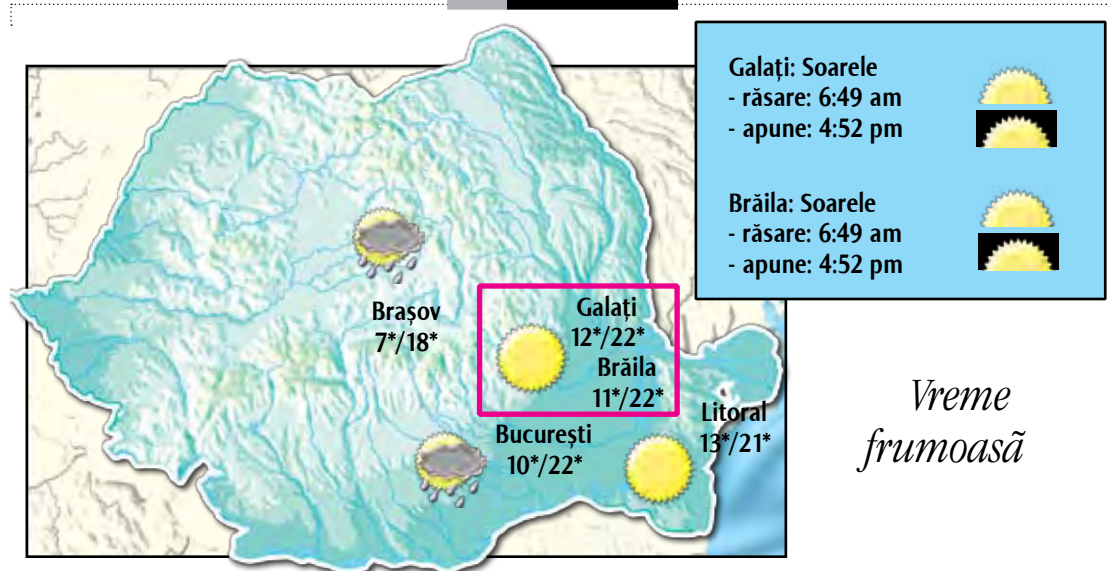 Galați: Soarele
- răsare: 6:49 am
- apune: 4:52 pm
Brăila: Soarele
- răsare: 6:49 am
- apune: 4:52 pm
Brașov
7*/18*
Galați
12*/22*
Brăila
11*/22*
București
10*/22*
Litoral
13*/21*
Vreme
frumoasã